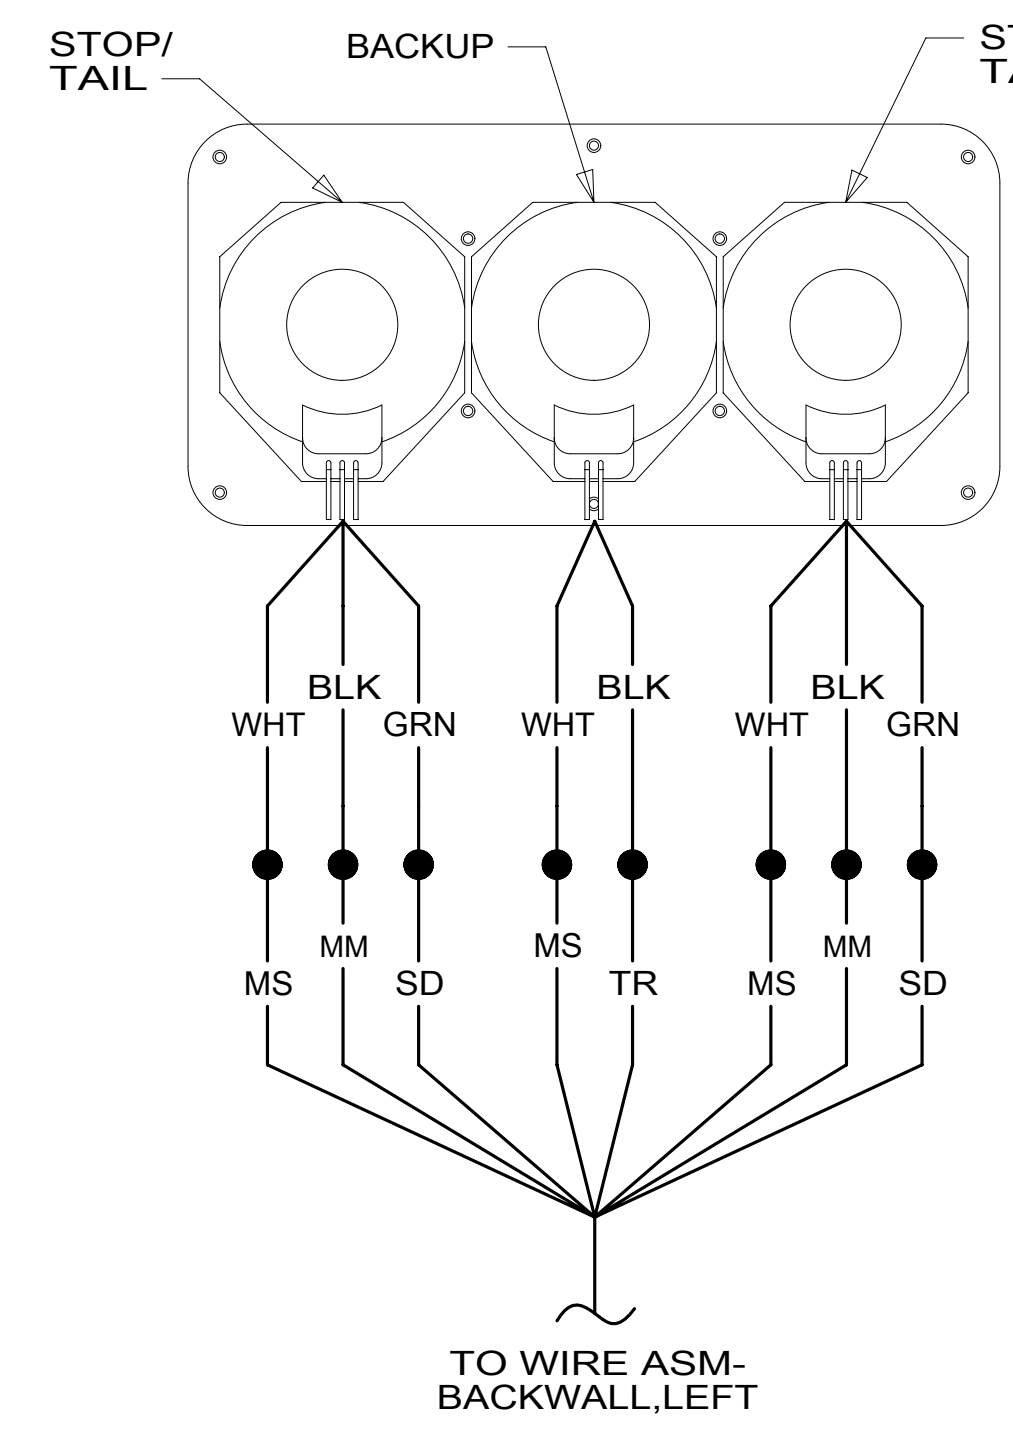 STOP/
TAIL
BACKUP
BLK
BLK
BLK
WHT
GRN
WHT
WHT
GRN
MM
MS
MM
MS
SD
TR
MS
SD
TO WIRE ASM-
BACKWALL,LEFT